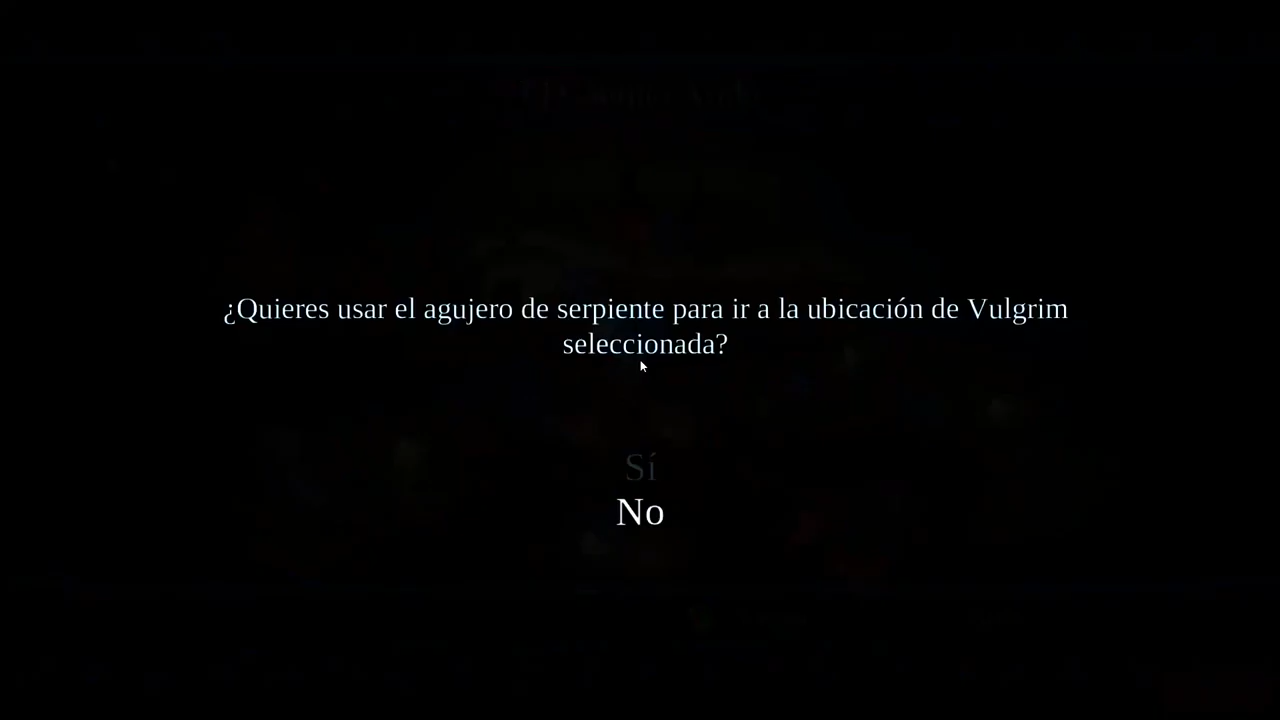 ¿Quieres usar el agujero de serpiente para ir a la ubicación de Vulgrim
seleccionada?
Sí
No